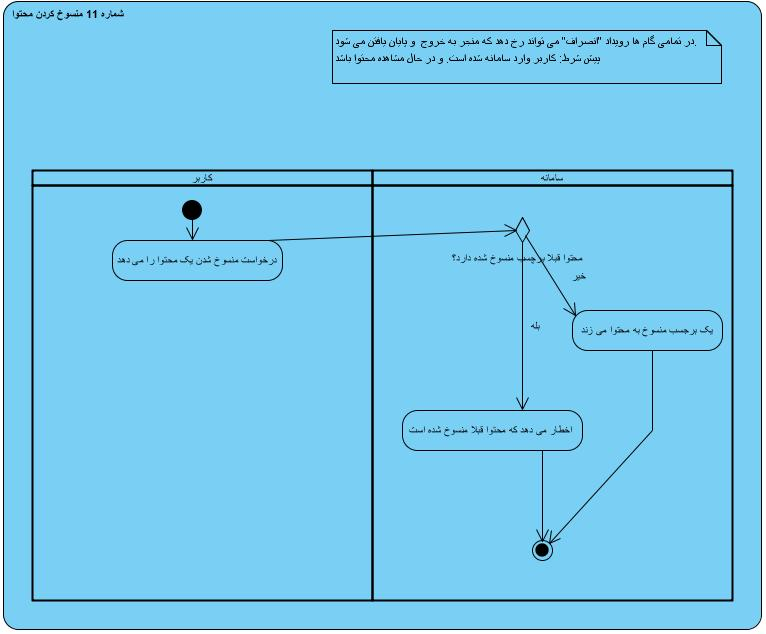 شماره 11 منسوخ کردن محتوا
در تمامی گام ها رویداد "انصراف" می تواند رخ دهد که منجر به خروج و پایان یافتن می شود.
پیش شرط: کاربر وارد سامانه شده است. و در حال مشاهده محتوا باشد
کاربر
سامانه
درخواست منسوخ شدن یک محتوا را می دهد
محتوا قبلا برچسب منسوخ شده دارد؟
خیر
بله
یک برچسب منسوخ به محتوا می زند
اخطار می دهد که محتوا قبلا منسوخ شده است